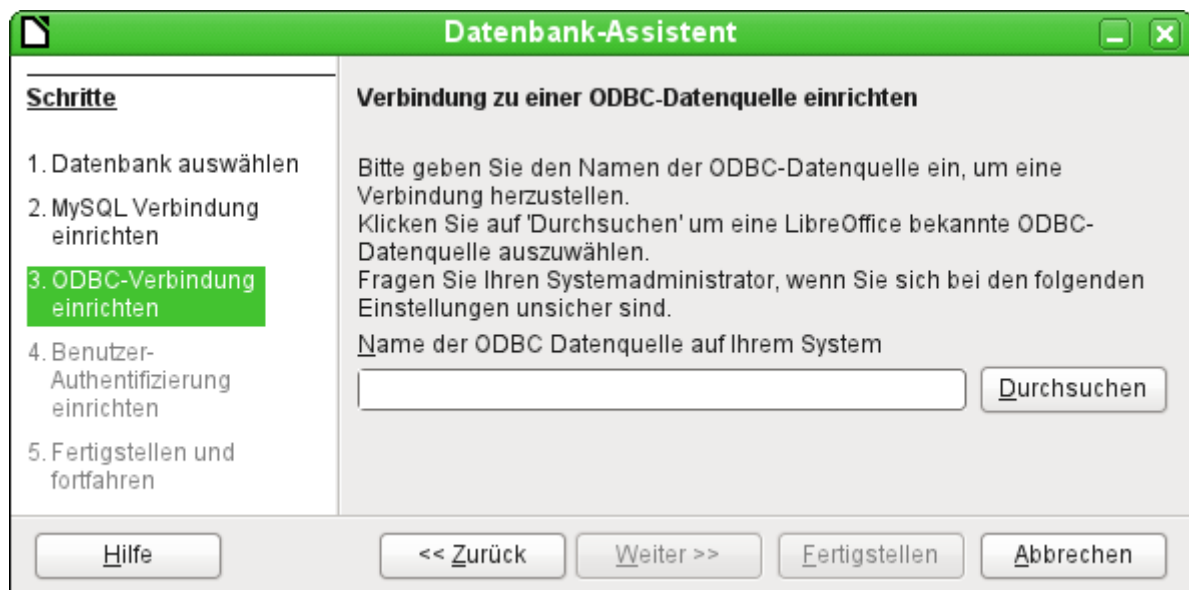 Datenbank-Assistent
Schritte
1. Datenbank auswählen
2. MySQL Verbindung
einrichten
3. ODBC-Verbindung
einrichten
4. Benutzer-
Authentifizierung
einrichten
5. Fertigstellen und
fortfahren
Verbindung zu einer ODBC-Datenquelle einrichten
Bitte geben Sie den Namen der ODBC-Datenquelle ein, um eine
Verbindung herzustellen.
Klicken Sie auf 'Durchsuchen' um eine LibreOffice bekannte ODBC-
Datenquelle auszuwählen.
Fragen Sie Ihren Systemadministrator, wenn Sie sich bei den folgenden
Einstellungen unsicher sind.
Name der ODBC Datenquelle auf Ihrem System
Durchsuchen
Hilfe
<< Zurück
Weiter >>
Fertigstellen
Abbrechen